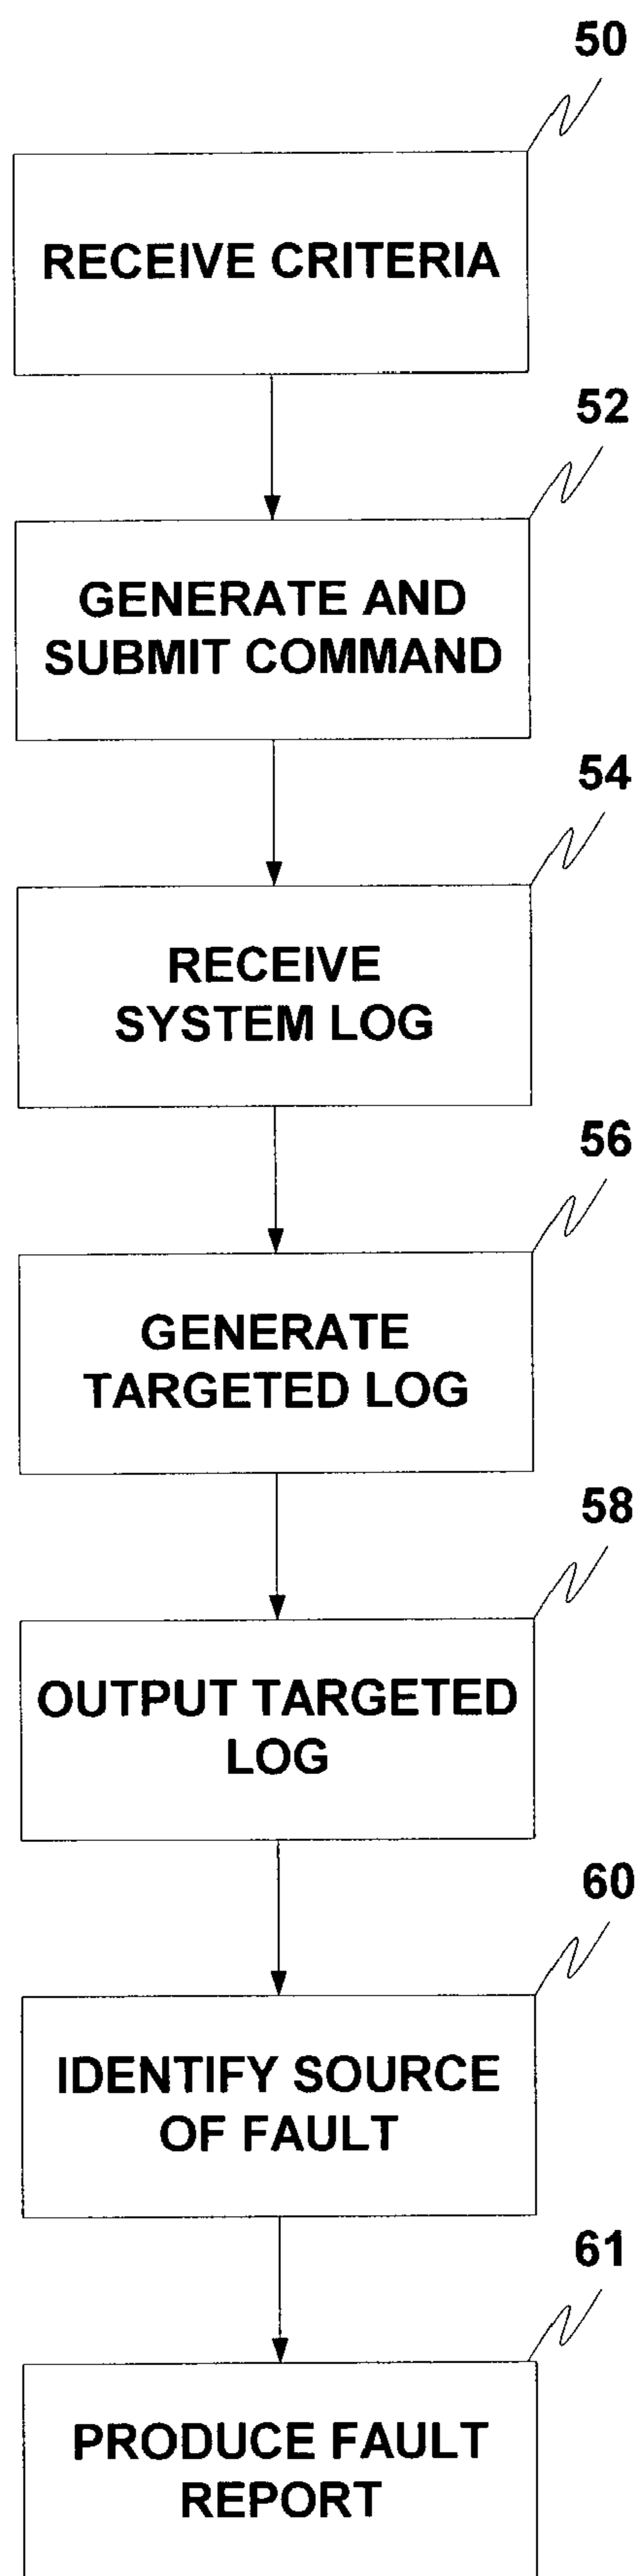 50
RECEIVE CRITERIA
52
GENERATE AND
SUBMIT COMMAND
54
RECEIVE
SYSTEM LOG
56
GENERATE
TARGETED LOG
58
OUTPUT TARGETED
LOG
60
IDENTIFY SOURCE
OF FAULT
61
PRODUCE FAULT
REPORT